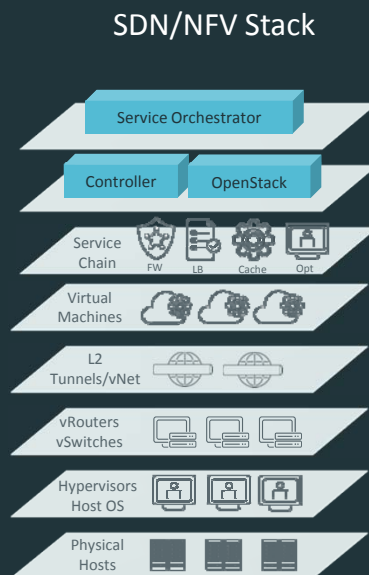 SDN/NFV Stack
Service Orchestrator
Controller
OpenStack
Service
Chain
FW
LB
Cache
Opt
Virtual
Machines
L2
Tunnels/vNet
vRouters
vSwitches
Hypervisors
Host OS
Physical
Hosts